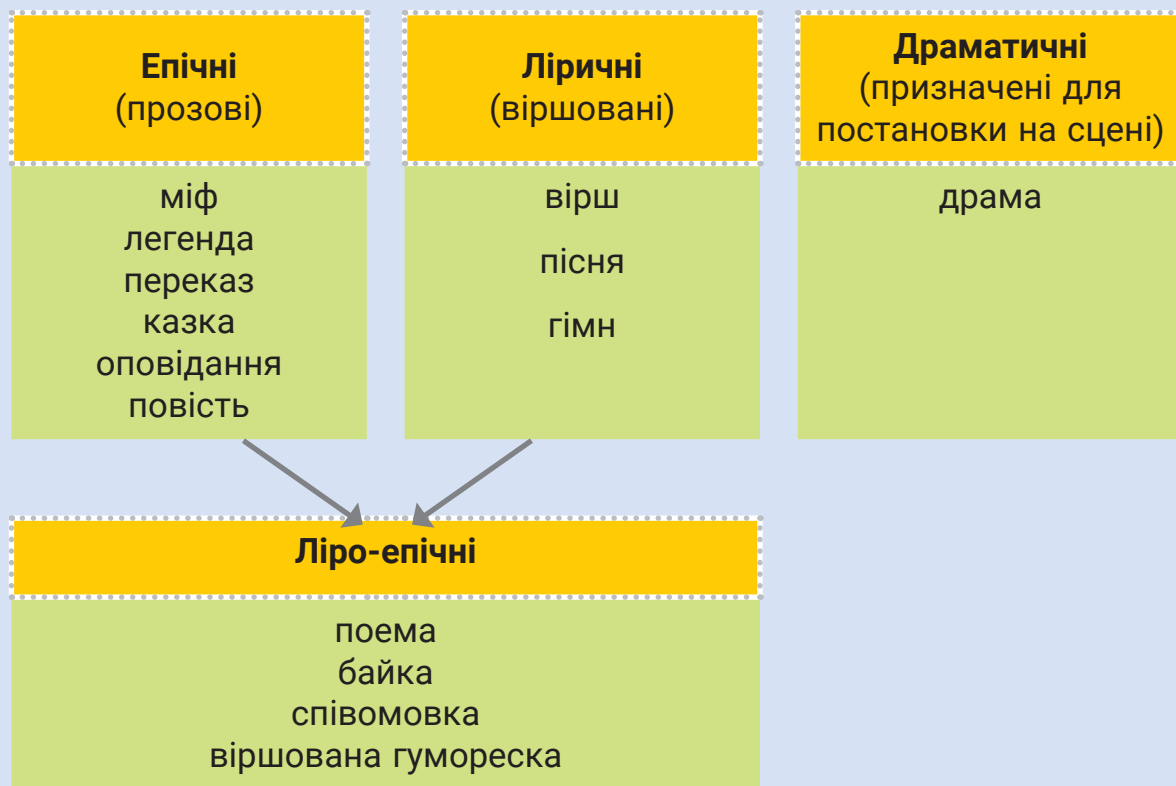 Епічні
(прозові)
міф
легенда
переказ
казка
оповідання
повість
Ліричні
(віршовані)
вірш
пісня
гімн
Драматичні
(призначені для
постановки на сцені)
драма
Ліро-епічні
поема
байка
співомовка
віршована гумореска